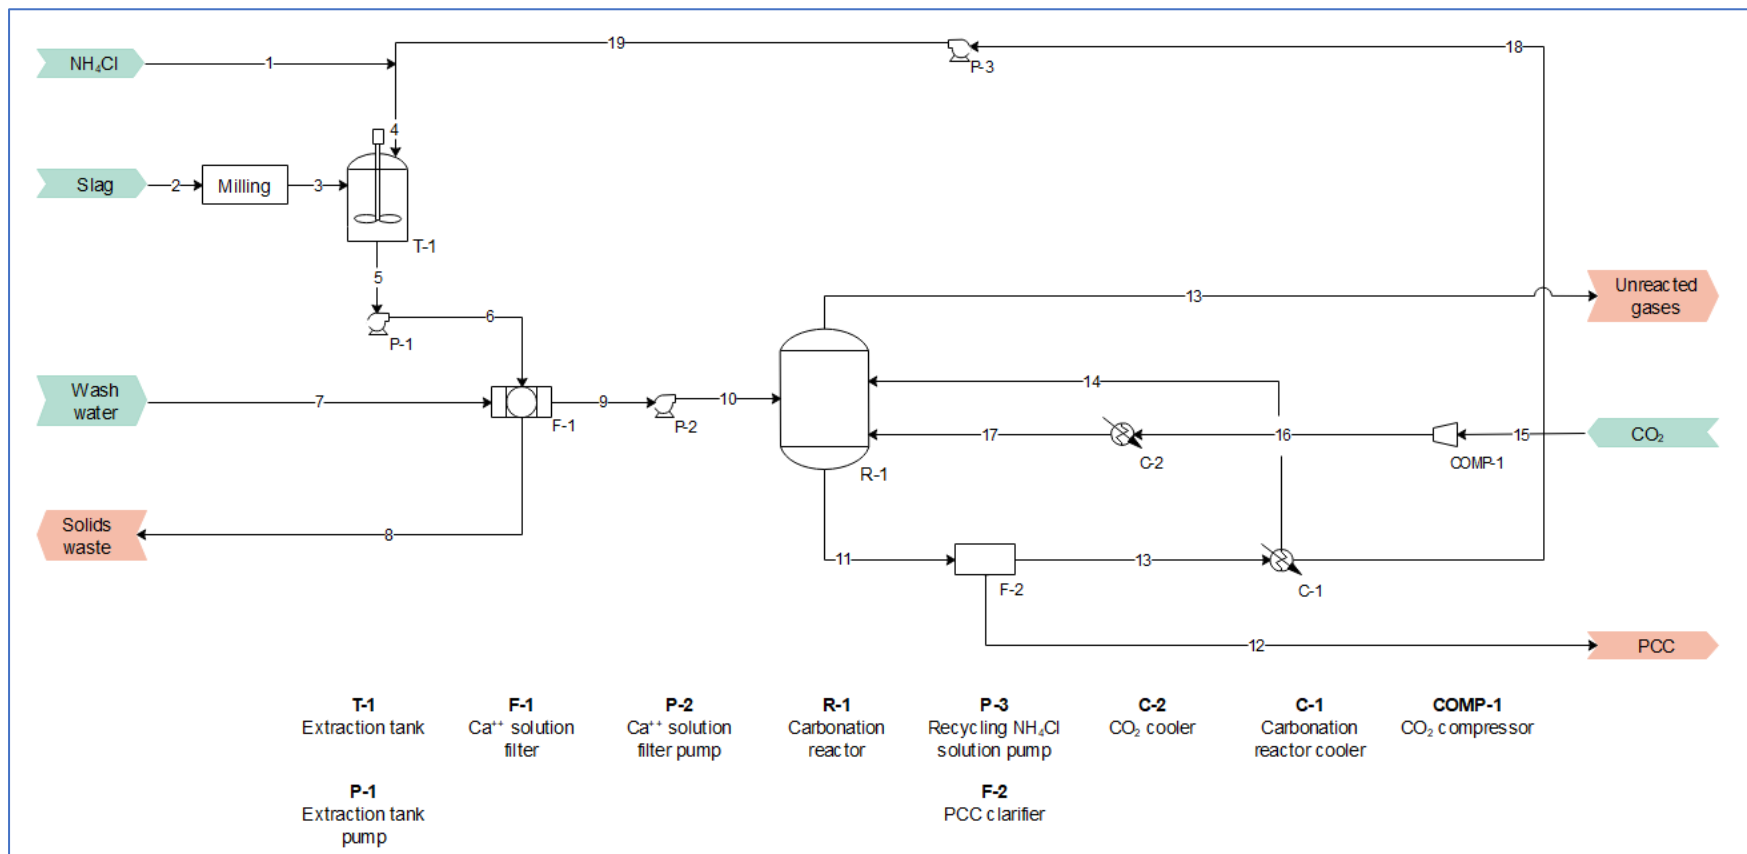 19
18
NH₄Cl
1
P-3
4
Slag
2
Milling
3
T-1
5
Unreacted
gases
13
6
P-1
14
Wash
water
7
9
10
F-1
P-2
17
16
15
CO₂
C-2
COMP-1
R-1
Solids
waste
8
11
13
F-2
C-1
12
PCC
T-1
Extraction tank
F-1
Ca⁺⁺ solution
filter
P-2
Ca⁺⁺ solution
filter pump
R-1
Carbonation
reactor
P-3
Recycling NH₄Cl
solution pump
C-2
CO₂ cooler
C-1
Carbonation
reactor cooler
COMP-1
CO₂ compressor
P-1
Extraction tank
pump
F-2
PCC clarifier